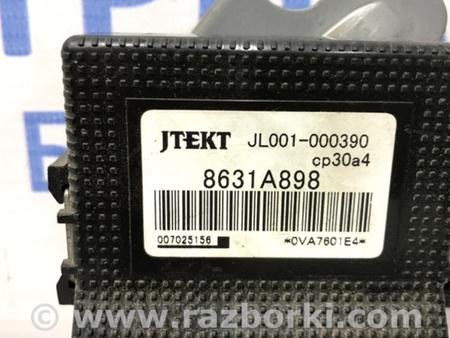 JTEKT JL001-000390
cp30a4
8631A898
007025156 *0VA7601E4*
www.razborki.com